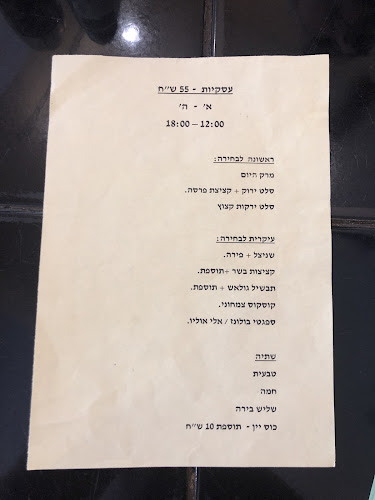 עסקיות - 55 ש"ח
א' - ה'
12:00 – 18:00
ראשונה לבחירה:
מרק היום
סלט ירוק + קציצת פרסה.
סלט ירקות קצוץ
עיקרית לבחירה:
שניצל + פירה.
קציצות בשר +תוספת.
תבשיל גולאש + תוספת.
קוסקוס צמחוני.
ספגטי בולונז / אלי אוליו.
שתיה
טבעית
חמה
שליש בירה
כוס יין - תוספת 10 ש"ח